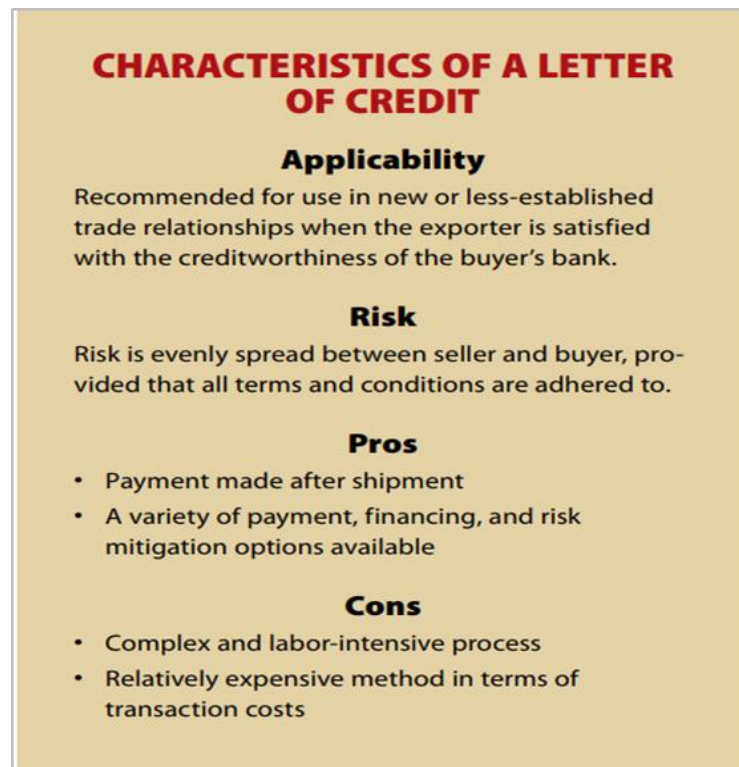 CHARACTERISTICS OF A LETTER
OF CREDIT
Applicability
Recommended for use in new or less-established
trade relationships when the exporter is satisfied
with the creditworthiness of the buyer’s bank.
Risk
Risk is evenly spread between seller and buyer, pro-
vided that all terms and conditions are adhered to.
Pros
• Payment made after shipment
• A variety of payment, financing, and risk
mitigation options available
Cons
• Complex and labor-intensive process
• Relatively expensive method in terms of
transaction costs